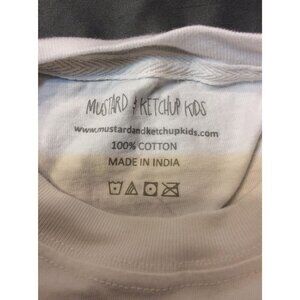 MUSTARD & KETCHUP KIDS
www.mustardandketchupkids.com
100% COTTON
MADE IN INDIA